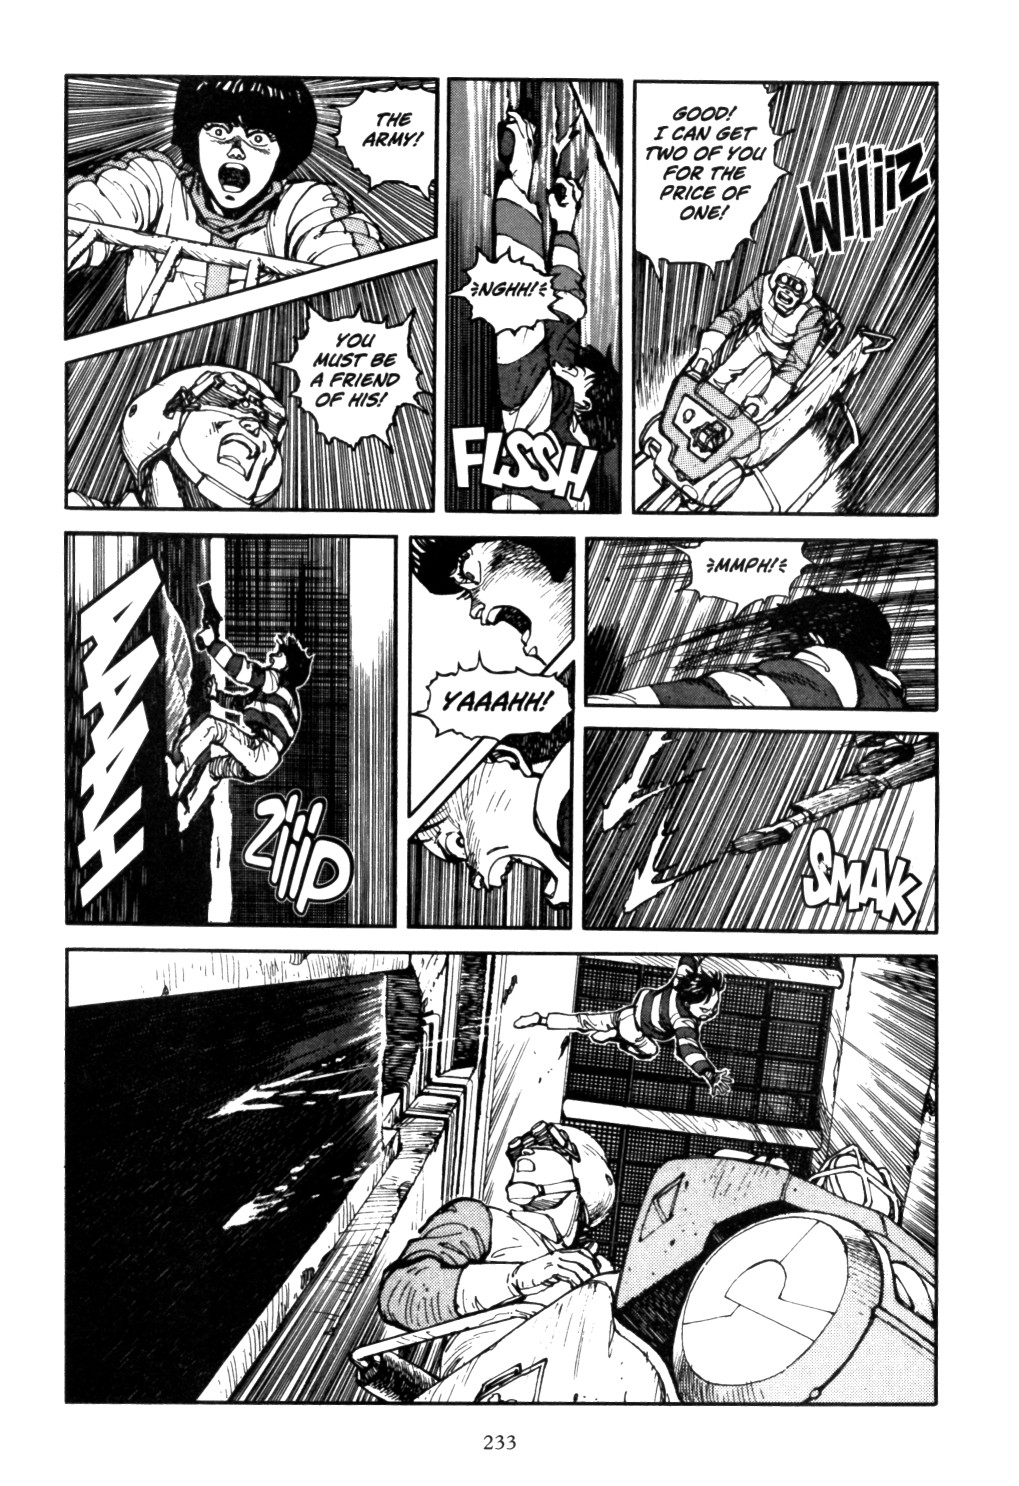 THE
ARMY!
YOU
MUST BE
A FRIEND
OF HIS!
NGHH!
FLSSH
GOOD!
I CAN GET
TWO OF YOU
FOR THE
PRICE OF
ONE!
WIIIIZ
AAAAH
ZIIIP
YAAAHH!
MMPH!
SMAK
233